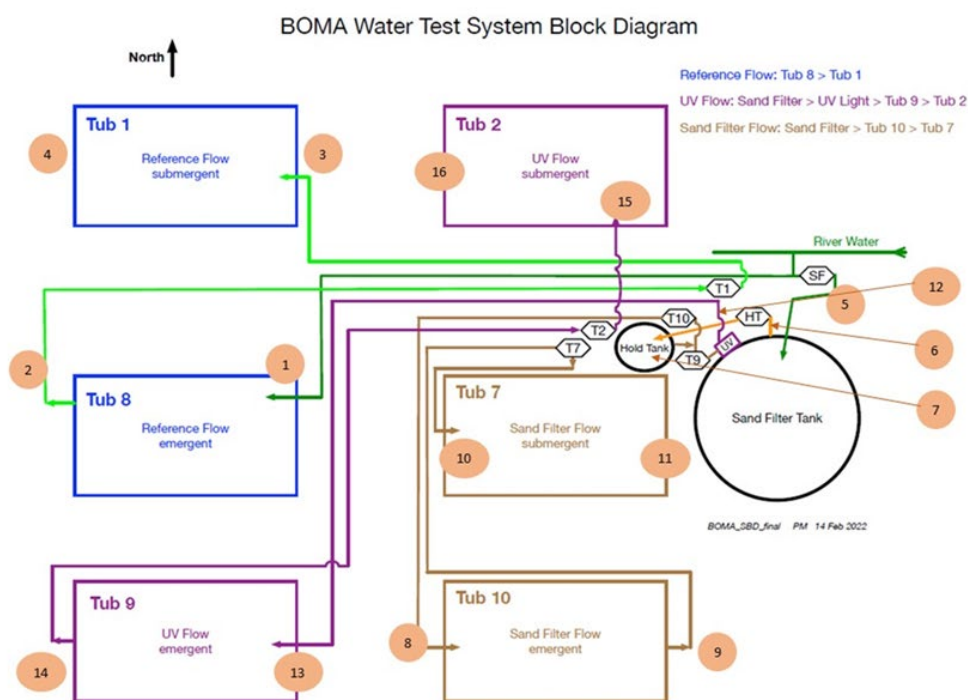 BOMA Water Test System Block Diagram
North
Reference Flow: Tub 8 > Tub 1
UV Flow: Sand Filter > UV Light > Tub 9 > Tub 2
Sand Filter Flow: Sand Filter > Tub 10 > Tub 7
Tub 1
Reference Flow
submergent
4
3
Tub 2
UV Flow
submergent
16
15
River Water
SF
T1
12
5
T10
HT
T2
T7
Hold Tank
T9
UV
6
7
2
1
Tub 8
Reference Flow
emergent
Tub 7
Sand Filter Flow
submergent
10
11
Sand Filter Tank
BOMA_SBD_final PM 14 Feb 2022
Tub 9
UV Flow
emergent
14
13
Tub 10
Sand Filter Flow
emergent
8
9